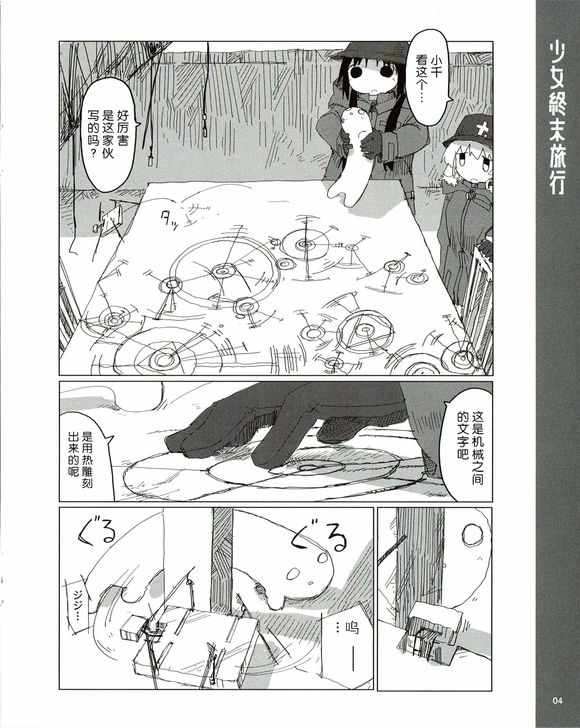 少女終末旅行
小千
看这个…
好厉害
是这家伙
写的吗？
タッ
这是机械之间
的文字吧
是用热雕刻
出来的呢
ぐる
ぐる
ジジ…
呜
——
04